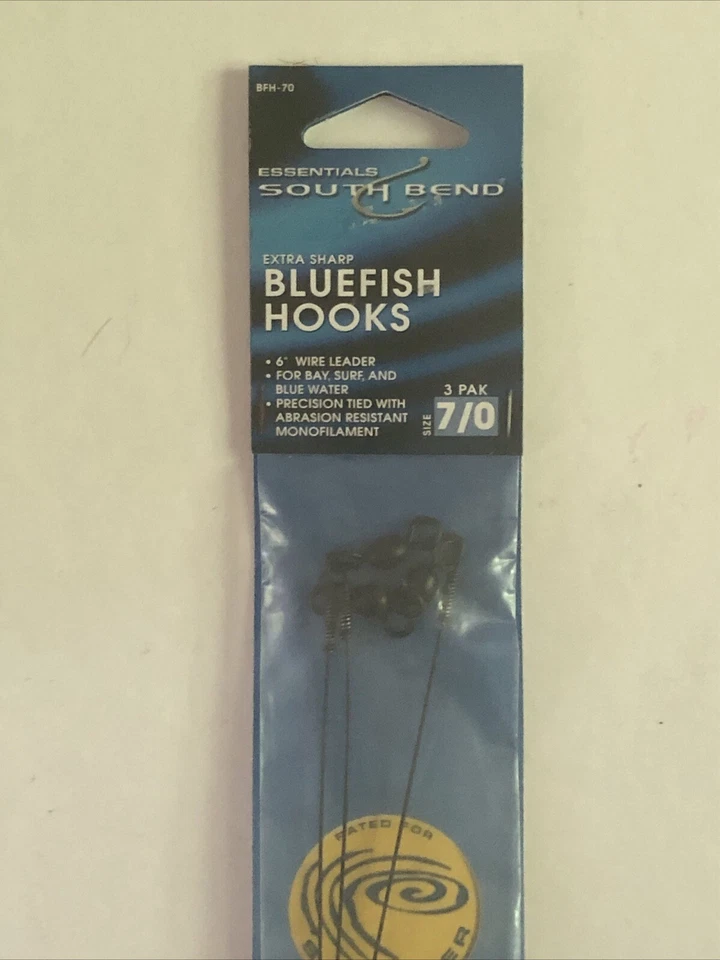 BFH-70
ESSENTIALS
SOUTH BEND
EXTRA SHARP
BLUEFISH
HOOKS
• 6" WIRE LEADER
• FOR BAY, SURF, AND
BLUE WATER
• PRECISION TIED WITH
ABRASION RESISTANT
MONOFILAMENT
3 PAK
SIZE 7/0
RATED FOR